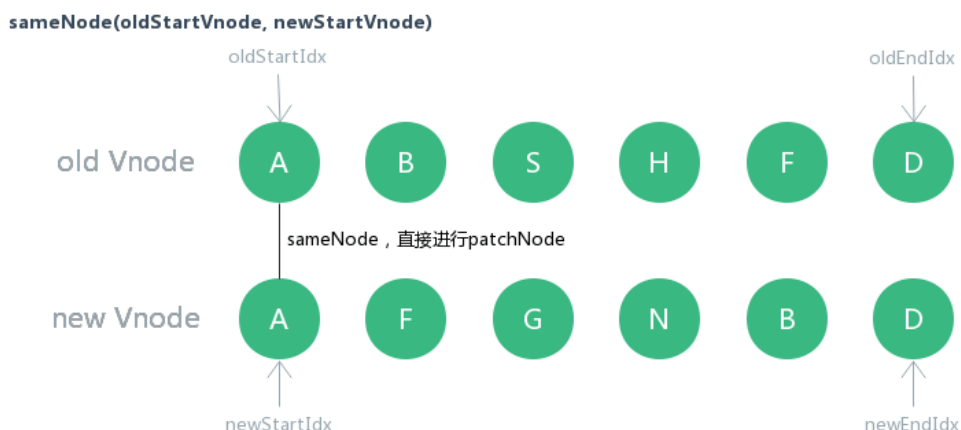 sameNode(oldStartVnode, newStartVnode)
oldStartIdx oldEndIdx
old Vnode A B S H F D
sameNode，直接进行patchNode
new Vnode A F G N B D
newStartIdx newEndIdx